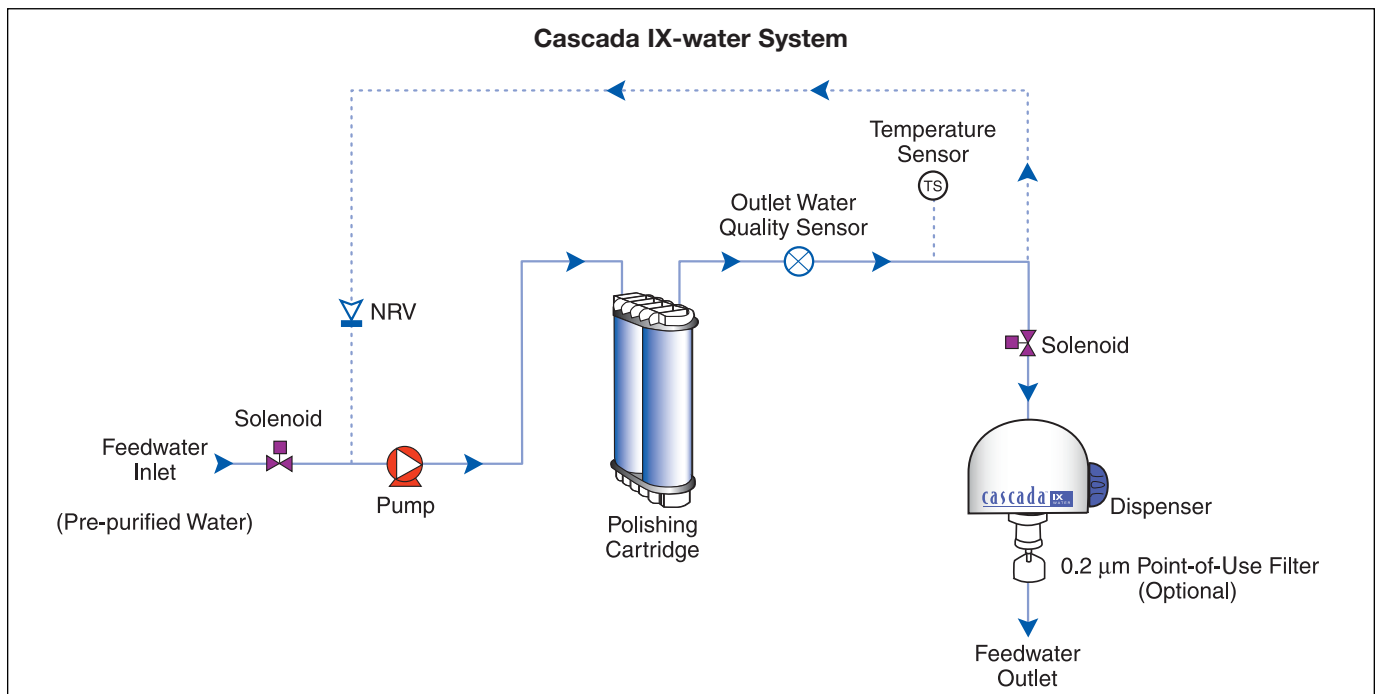 Cascada IX-water System
Temperature
Sensor
TS
Outlet Water
Quality Sensor
NRV
Solenoid
Solenoid
Feedwater
Inlet
(Pre-purified Water)
Pump
Polishing
Cartridge
cascada IX WATER
Dispenser
0.2 µm Point-of-Use Filter
(Optional)
Feedwater
Outlet